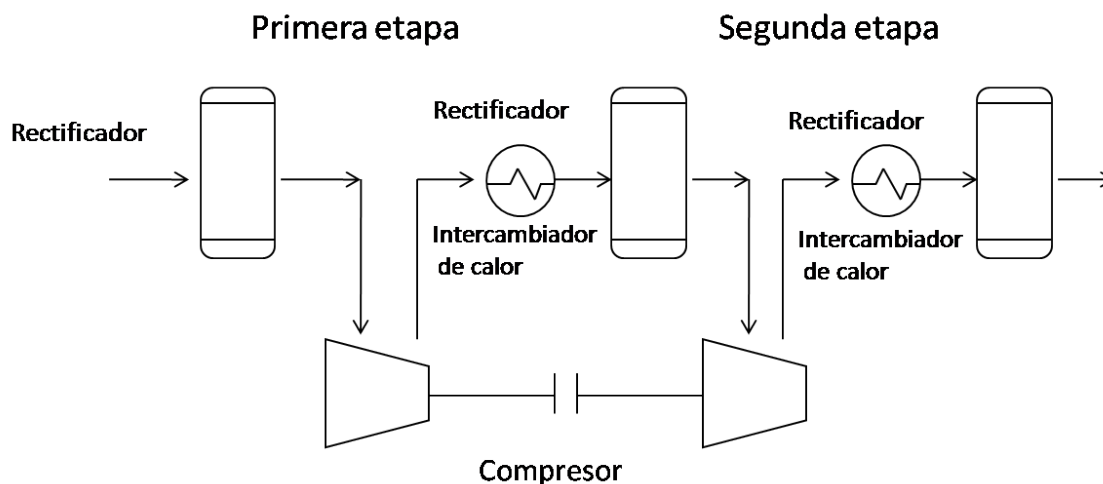 Primera etapa
Segunda etapa
Rectificador
Rectificador
Rectificador
Intercambiador
de calor
Intercambiador
de calor
Compresor